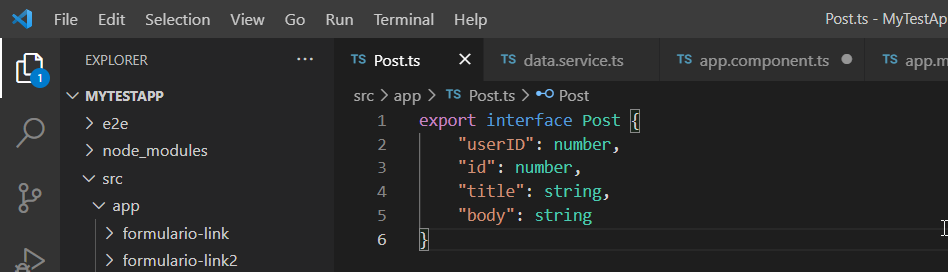 File Edit Selection View Go Run Terminal Help Post.ts - MyTestAp
EXPLORER ···
TS Post.ts × TS data.service.ts TS app.component.ts ● TS app.m
1
MYTESTAPP
src > app > TS Post.ts > Post
e2e
node_modules
src
app
formulario-link
formulario-link2
1 export interface Post {
2 "userID": number,
3 "id": number,
4 "title": string,
5 "body": string
6 }